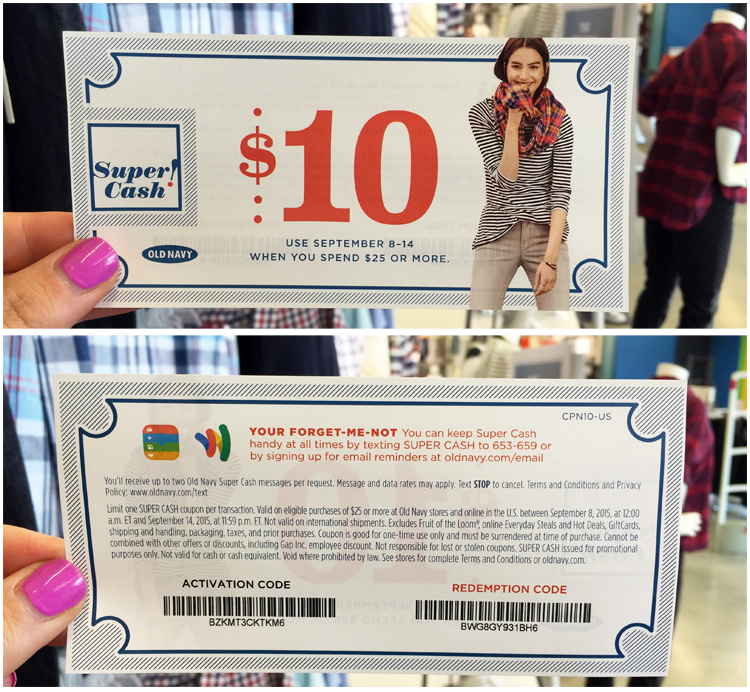 Super!
Cash
$10
OLD NAVY
USE SEPTEMBER 8-14
WHEN YOU SPEND $25 OR MORE.
CPN10-US
YOUR FORGET-ME-NOT You can keep Super Cash
handy at all times by texting SUPER CASH to 653-659 or
by signing up for email reminders at oldnavy.com/email
You'll receive up to two Old Navy Super Cash messages per request. Message and data rates may apply. Text STOP to cancel. Terms and Conditions and Privacy
Policy: www.oldnavy.com/text
Limit one SUPER CASH coupon per transaction. Valid on eligible purchases of $25 or more at Old Navy stores and online in the U.S. between September 8, 2015, at 12:00
a.m. ET and September 14, 2015, at 11:59 p.m. ET. Not valid on international shipments. Excludes Fruit of the Loom®, online Everyday Steals and Hot Deals, GiftCards,
shipping and handling, packaging, taxes, and prior purchases. Coupon is good for one-time use only and must be surrendered at time of purchase. Cannot be
combined with other offers or discounts, including Gap Inc. employee discount. Not responsible for lost or stolen coupons. SUPER CASH issued for promotional
purposes only. Not valid for cash or cash equivalent. Void where prohibited by law. See stores for complete Terms and Conditions or oldnavy.com.
ACTIVATION CODE
BZKMT3CKTKM6
REDEMPTION CODE
BWG8GY931BH6